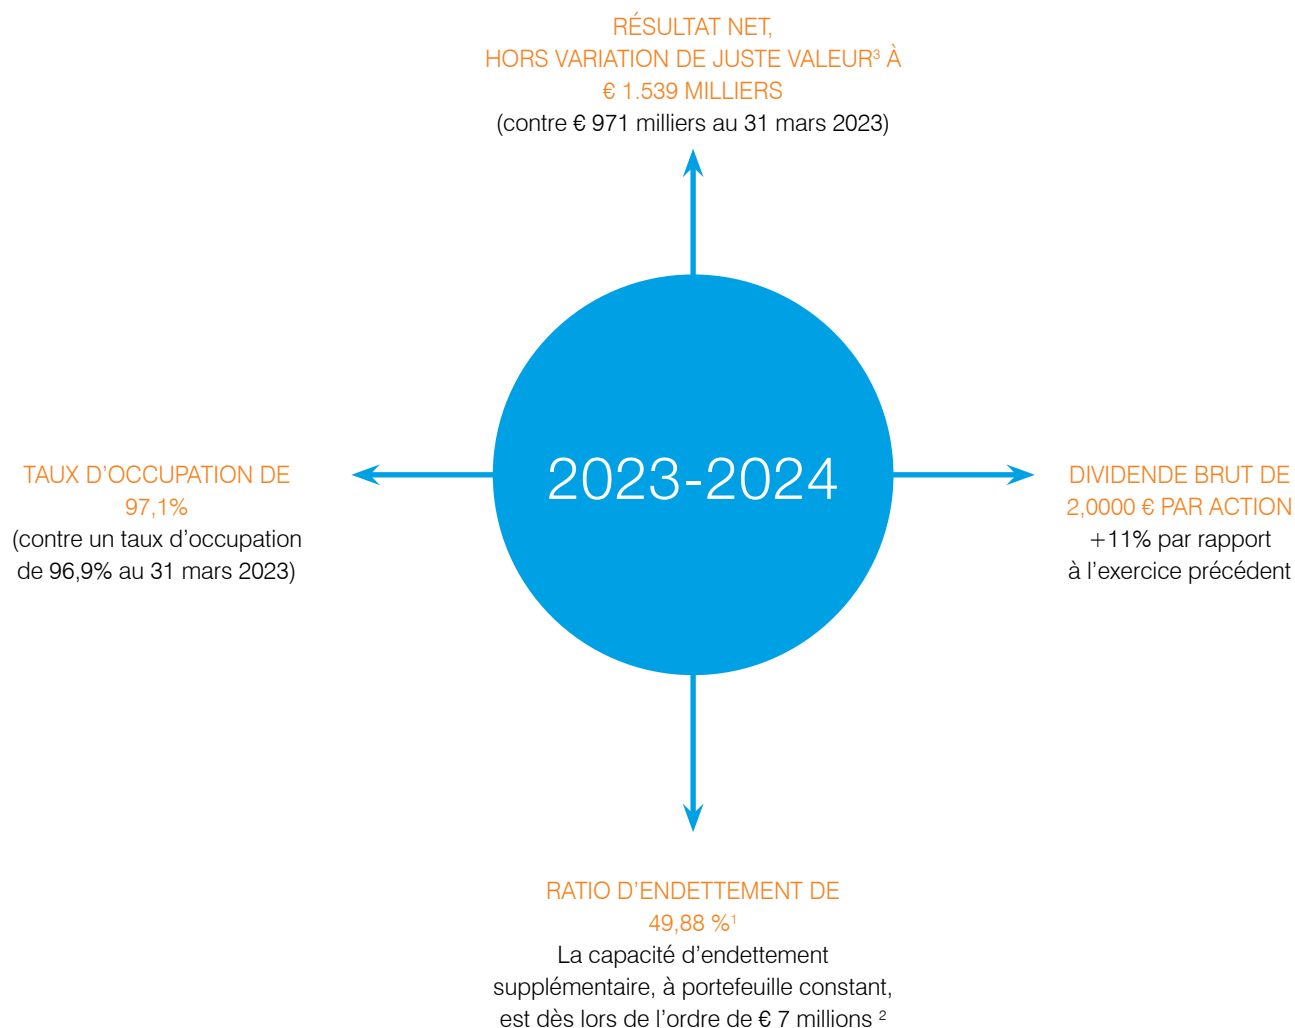 RÉSULTAT NET,
HORS VARIATION DE JUSTE VALEUR³ À
€ 1.539 MILLIERS
(contre € 971 milliers au 31 mars 2023)
TAUX D’OCCUPATION DE
97,1%
(contre un taux d’occupation
de 96,9% au 31 mars 2023)
2023-2024
DIVIDENDE BRUT DE
2,0000 € PAR ACTION
+11% par rapport
à l’exercice précédent
RATIO D’ENDETTEMENT DE
49,88 %¹
La capacité d’endettement
supplémentaire, à portefeuille constant,
est dès lors de l’ordre de € 7 millions ²